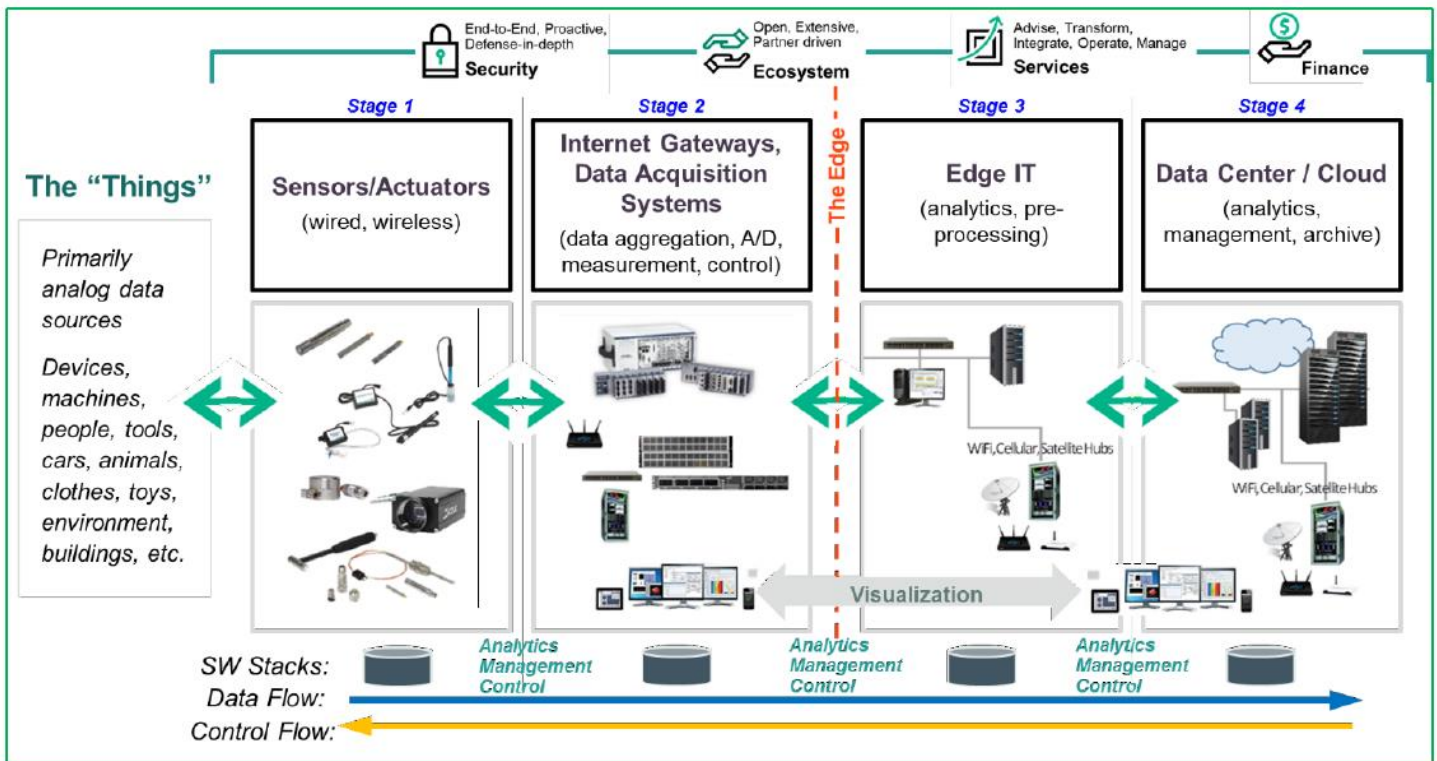 End-to-End, Proactive,
Defense-in-depth
Security
Open, Extensive,
Partner driven
Ecosystem
Advise, Transform,
Integrate, Operate, Manage
Services
$
Finance
Stage 1
Stage 2
Stage 3
Stage 4
The "Things"
Primarily
analog data
sources
Devices,
machines,
people, tools,
cars, animals,
clothes, toys,
environment,
buildings, etc.
Sensors/Actuators
(wired, wireless)
Internet Gateways,
Data Acquisition
Systems
(data aggregation, A/D,
measurement, control)
The Edge
Edge IT
(analytics, pre-
processing)
Data Center / Cloud
(analytics,
management, archive)
WiFi, Cellular, Satellite Hubs
WiFi, Cellular, Satellite Hubs
Visualization
SW Stacks:
Analytics
Management
Control
Analytics
Management
Control
Analytics
Management
Control
Data Flow:
Control Flow: